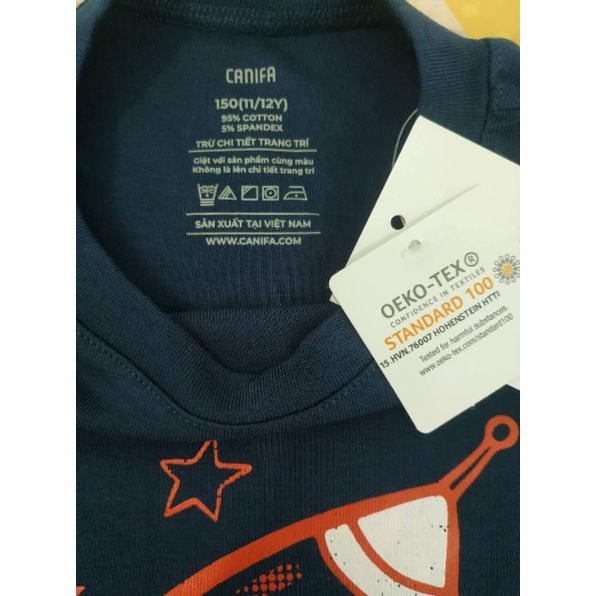 CANIFA
150(11/12Y)
95% COTTON
5% SPANDEX
TRỪ CHI TIẾT TRANG TRÍ
Giặt với sản phẩm cùng màu
Không là lên chi tiết trang trí
SẢN XUẤT TẠI VIỆT NAM
WWW.CANIFA.COM
OEKO-TEX®
CONFIDENCE IN TEXTILES
STANDARD 100
15.HVN.76007 HOHENSTEIN HTTI
Tested for harmful substances.
www.oeko-tex.com/standard100